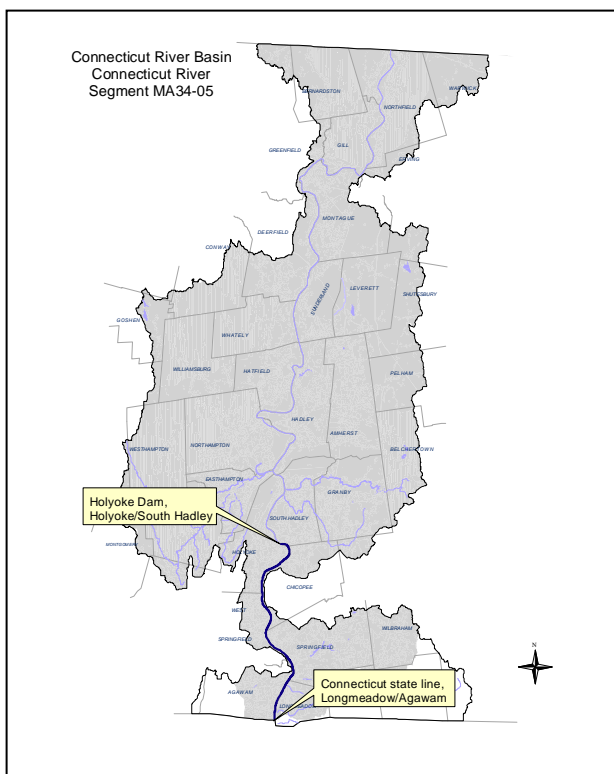 Connecticut River Basin
Connecticut River
Segment MA34-05
BERNARDSTON
WARWICK
NORTHFIELD
GILL
GREENFIELD
ERVING
MONTAGUE
DEERFIELD
CONWAY
SUNDERLAND
LEVERETT
SHUTESBURY
GOSHEN
WHATELY
WILLIAMSBURG
HATFIELD
PELHAM
HADLEY
AMHERST
WESTHAMPTON
NORTHAMPTON
BELCHERTOWN
EASTHAMPTON
GRANBY
Holyoke Dam,
Holyoke/South Hadley
SOUTH HADLEY
MONTGOMERY
HOLYOKE
CHICOPEE
WEST
SPRINGFIELD
WILBRAHAM
SPRINGFIELD
N
Connecticut state line,
Longmeadow/Agawam
AGAWAM
LONGMEADOW